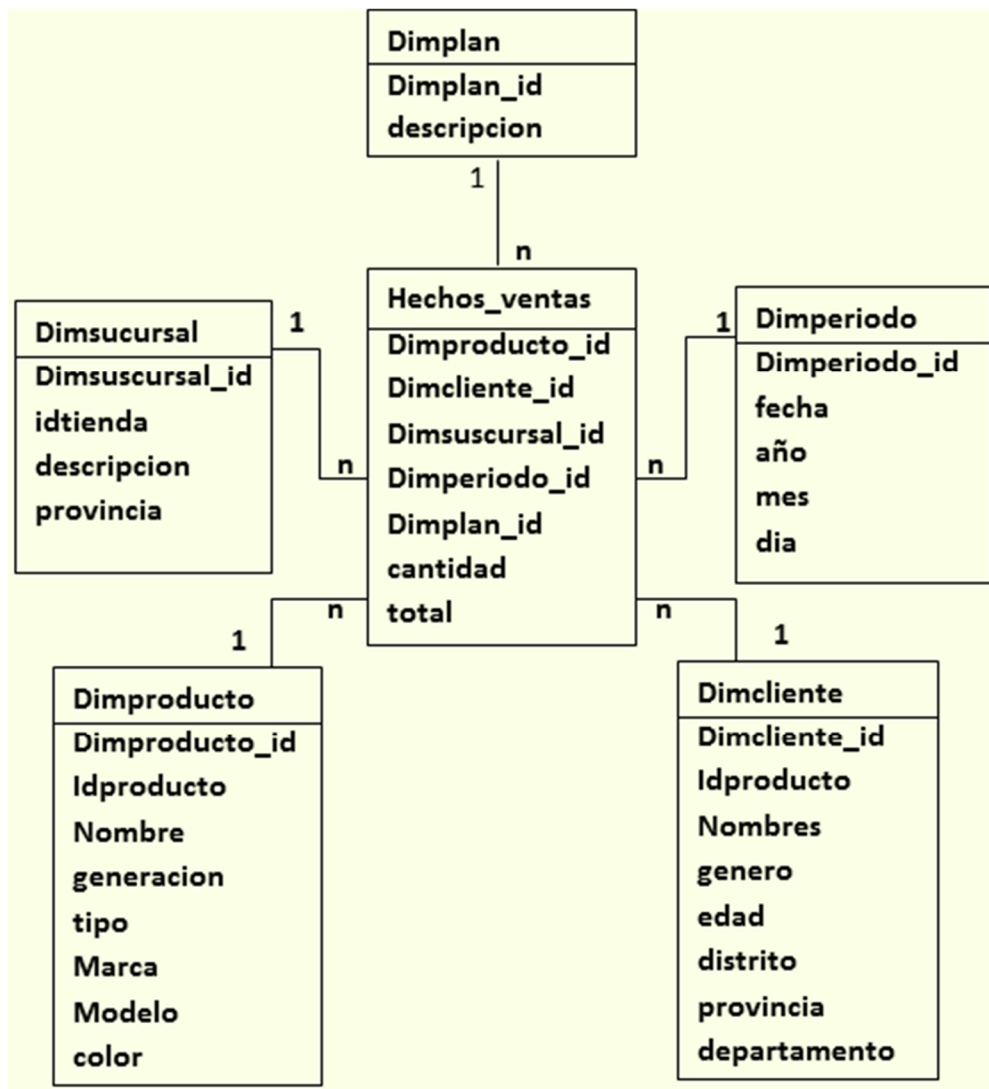 Dimplan
Dimplan_id
descripcion
1
n
Dimsucursal
Dimsuscursal_id
idtienda
descripcion
provincia
1
n
Hechos_ventas
Dimproducto_id
Dimcliente_id
Dimsuscursal_id
Dimperiodo_id
Dimplan_id
cantidad
total
1
n
Dimperiodo
Dimperiodo_id
fecha
año
mes
dia
n
1
Dimproducto
Dimproducto_id
Idproducto
Nombre
generacion
tipo
Marca
Modelo
color
n
1
Dimcliente
Dimcliente_id
Idproducto
Nombres
genero
edad
distrito
provincia
departamento